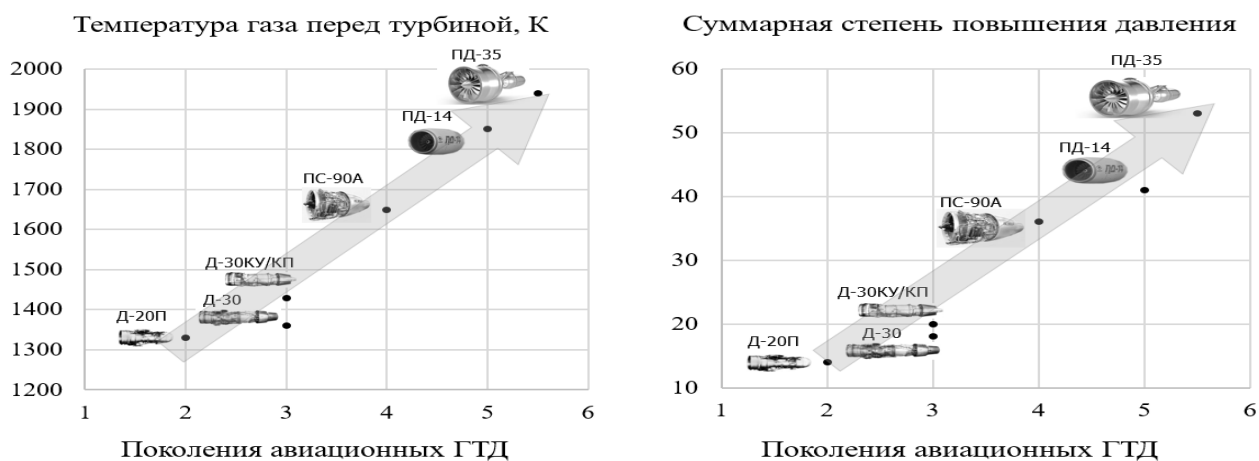 Температура газа перед турбиной, К
2000
1900
1800
1700
1600
1500
1400
1300
1200
1 2 3 4 5 6
Д-20П
Д-30
Д-30КУ/КП
ПС-90А
ПД-14
ПД-35
Поколения авиационных ГТД
Суммарная степень повышения давления
60
50
40
30
20
10
1 2 3 4 5 6
Д-20П
Д-30
Д-30КУ/КП
ПС-90А
ПД-14
ПД-35
Поколения авиационных ГТД